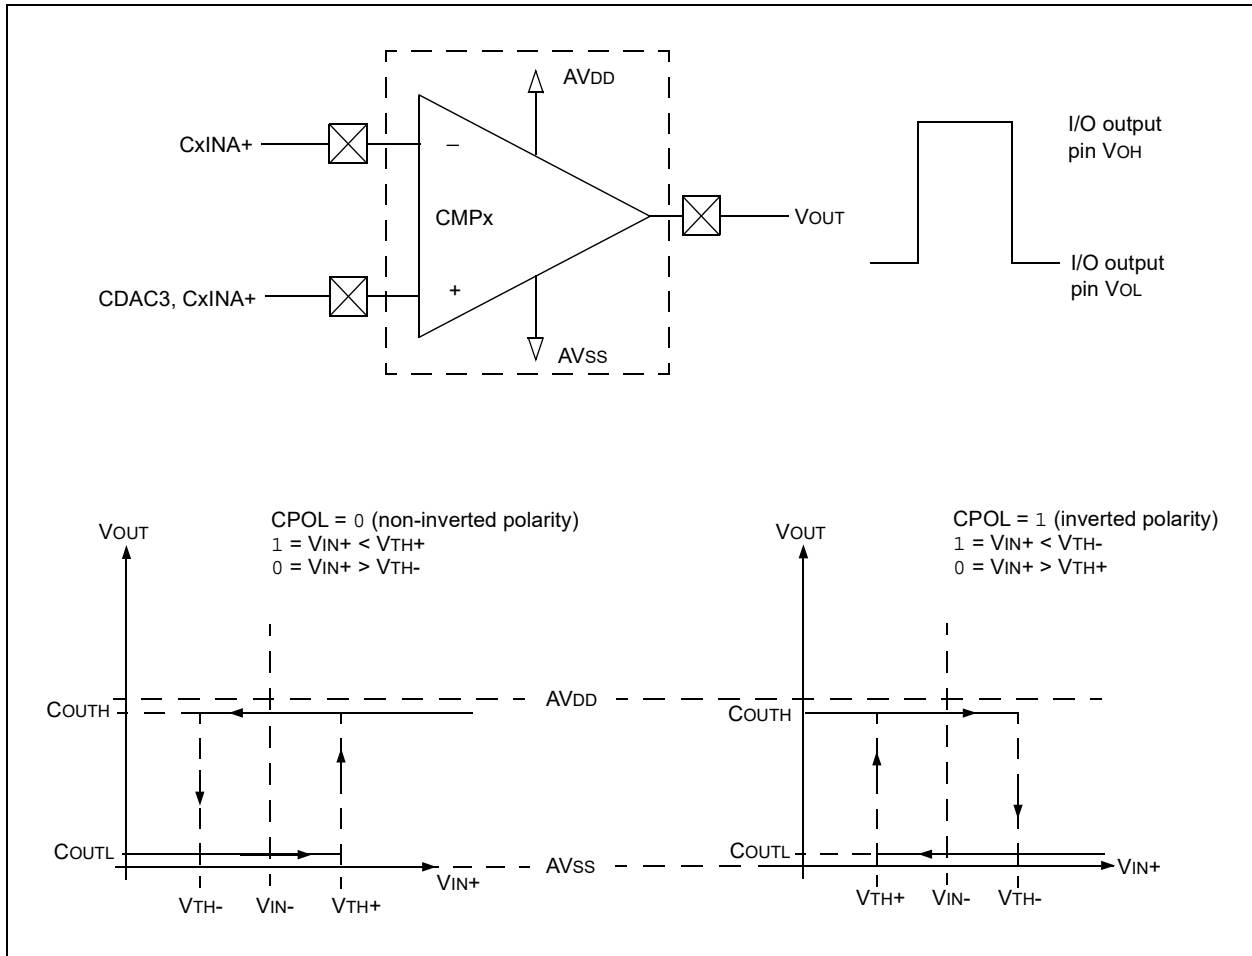 AVDD
CxINA+
−
CMPx
VOUT
+
CDAC3, CxINA+
AVSS
I/O output
pin VOH
I/O output
pin VOL
VOUT
CPOL = 0 (non-inverted polarity)
1 = VIN+ < VTH+
0 = VIN+ > VTH-
COUTH
COUTL
VIN+
VTH-
VIN-
VTH+
AVDD
AVSS
VOUT
CPOL = 1 (inverted polarity)
1 = VIN+ < VTH-
0 = VIN+ > VTH+
COUTH
COUTL
VIN+
VTH+
VIN-
VTH-